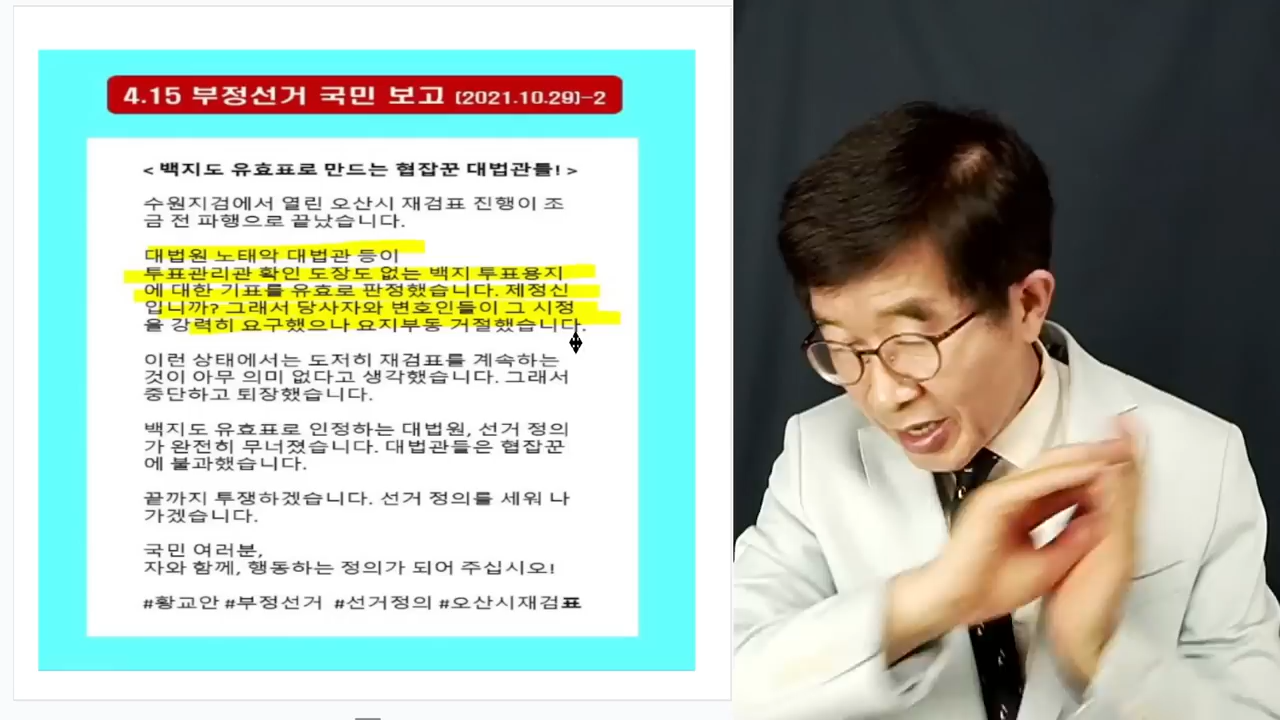 4.15 부정선거 국민 보고 (2021.10.29)-2
< 백지도 유효표로 만드는 협잡꾼 대법관들! >
수원지검에서 열린 오산시 재검표 진행이 조
금 전 파행으로 끝났습니다.
대법원 노태악 대법관 등이
투표관리관 확인 도장도 없는 백지 투표용지
에 대한 기표를 유효로 판정했습니다. 제정신
입니까? 그래서 당사자와 변호인들이 그 시정
을 강력히 요구했으나 요지부동 거절했습니다.
이런 상태에서는 도저히 재검표를 계속하는
것이 아무 의미 없다고 생각했습니다. 그래서
중단하고 퇴장했습니다.
백지도 유효표로 인정하는 대법원, 선거 정의
가 완전히 무너졌습니다. 대법관들은 협잡꾼
에 불과했습니다.
끝까지 투쟁하겠습니다. 선거 정의를 세워 나
가겠습니다.
국민 여러분,
자와 함께, 행동하는 정의가 되어 주십시오!
#황교안 #부정선거 #선거정의 #오산시재검표